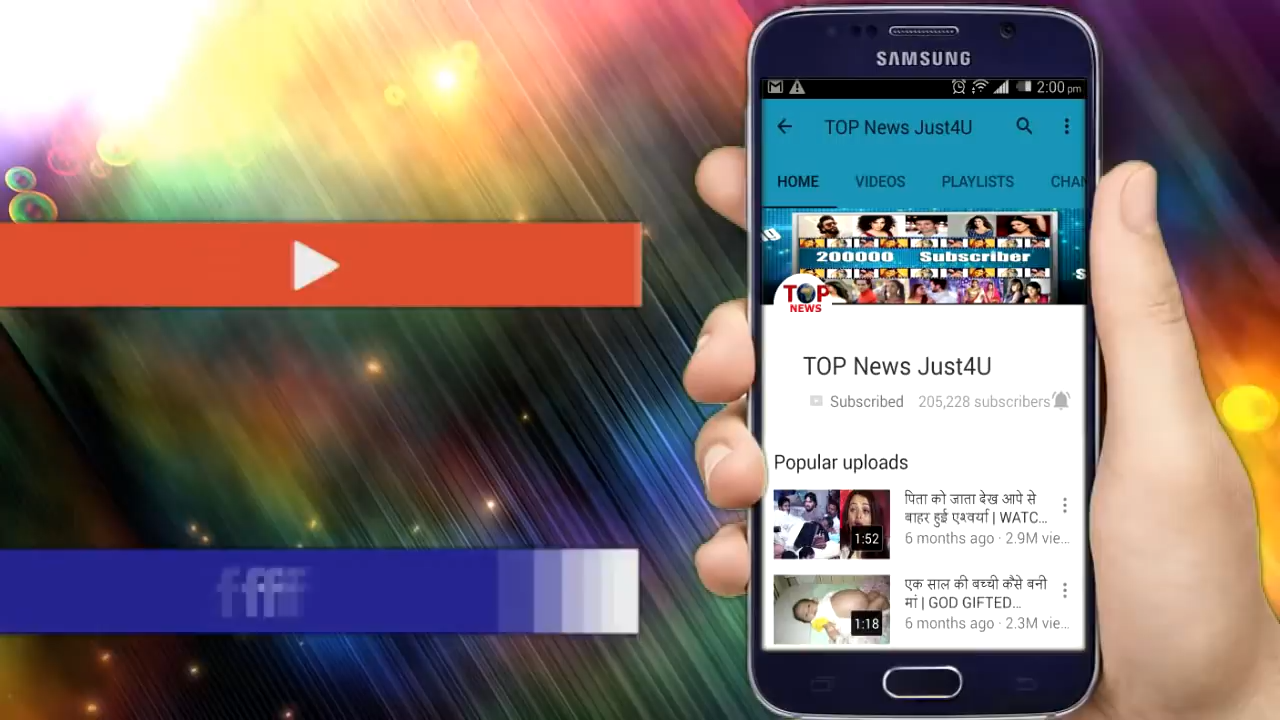 SAMSUNG
2:00 pm
TOP News Just4U
HOME VIDEOS PLAYLISTS CHAN
200000 Subscriber
TOP
NEWS
TOP News Just4U
Subscribed 205,228 subscribers
Popular uploads
पिता को जाता देख आपे से
बाहर हुई एश्वर्या | WATC...
6 months ago · 2.9M vie...
1:52
एक साल की बच्ची कैसे बनी
मां | GOD GIFTED...
6 months ago · 2.3M vie...
1:18